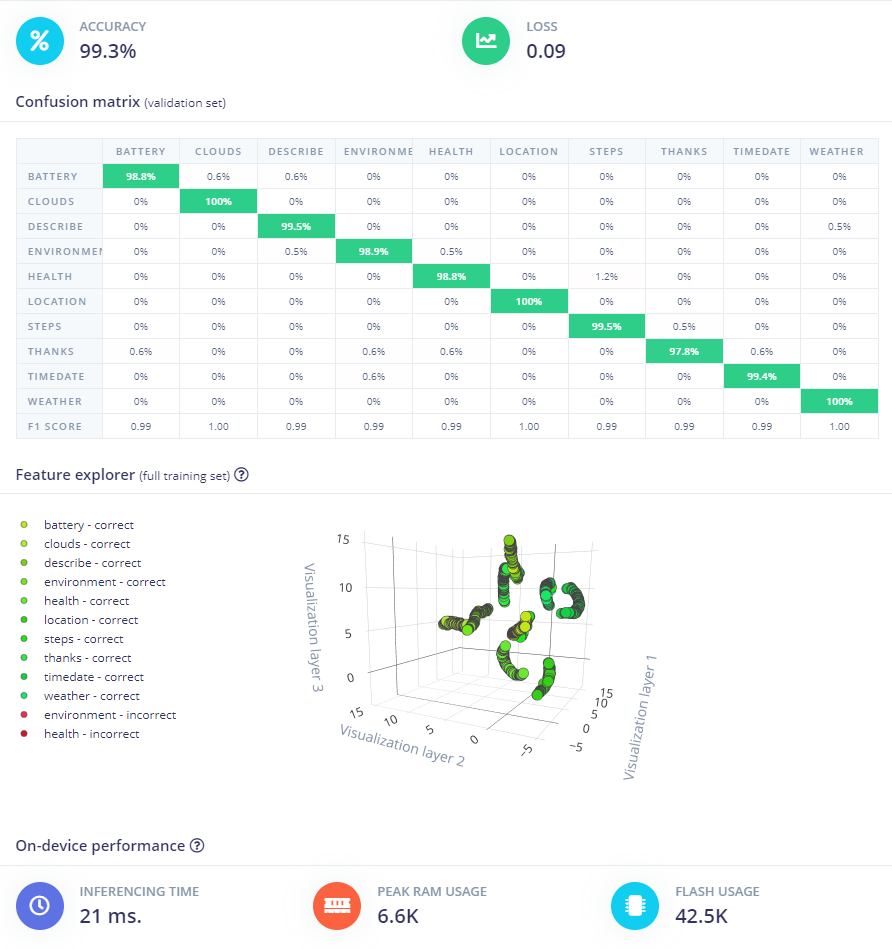 ACCURACY
99.3%
LOSS
0.09
Confusion matrix (validation set)
BATTERY CLOUDS DESCRIBE ENVIRONME HEALTH LOCATION STEPS THANKS TIMEDATE WEATHER
BATTERY 98.8% 0.6% 0.6% 0% 0% 0% 0% 0% 0% 0%
CLOUDS 0% 100% 0% 0% 0% 0% 0% 0% 0% 0%
DESCRIBE 0% 0% 99.5% 0% 0% 0% 0% 0% 0% 0.5%
ENVIRONMEN 0% 0% 0.5% 98.9% 0.5% 0% 0% 0% 0% 0%
HEALTH 0% 0% 0% 0% 98.8% 0% 1.2% 0% 0% 0%
LOCATION 0% 0% 0% 0% 0% 100% 0% 0% 0% 0%
STEPS 0% 0% 0% 0% 0% 0% 99.5% 0.5% 0% 0%
THANKS 0.6% 0% 0% 0.6% 0.6% 0% 0% 97.8% 0.6% 0%
TIMEDATE 0% 0% 0% 0.6% 0% 0% 0% 0% 99.4% 0%
WEATHER 0% 0% 0% 0% 0% 0% 0% 0% 0% 100%
F1 SCORE 0.99 1.00 0.99 0.99 0.99 1.00 0.99 0.99 0.99 1.00
Feature explorer (full training set) ?
battery - correct
clouds - correct
describe - correct
environment - correct
health - correct
location - correct
steps - correct
thanks - correct
timedate - correct
weather - correct
environment - incorrect
health - incorrect
15
10
5
0
Visualization layer 3
15
10
5
0
−5
Visualization layer 2
15
10
5
0
−5
Visualization layer 1
On-device performance ?
INFERENCING TIME
21 ms.
PEAK RAM USAGE
6.6K
FLASH USAGE
42.5K